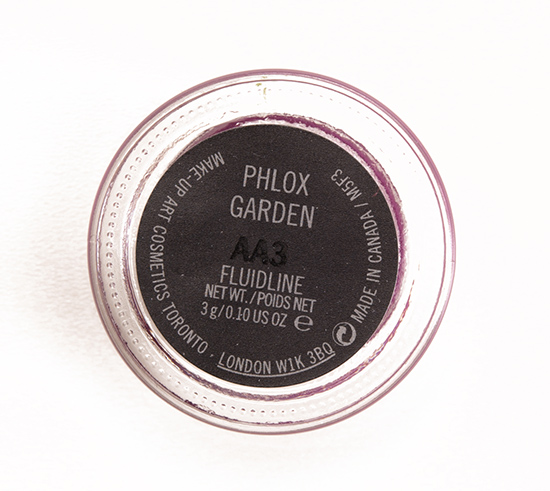 PHLOX
GARDEN
AA3
FLUIDLINE
NET WT./POIDS NET
3 g/0.10 US OZ ℮
MAKE-UP ART COSMETICS TORONTO · LONDON W1K 3BQ
MADE IN CANADA / M5F3